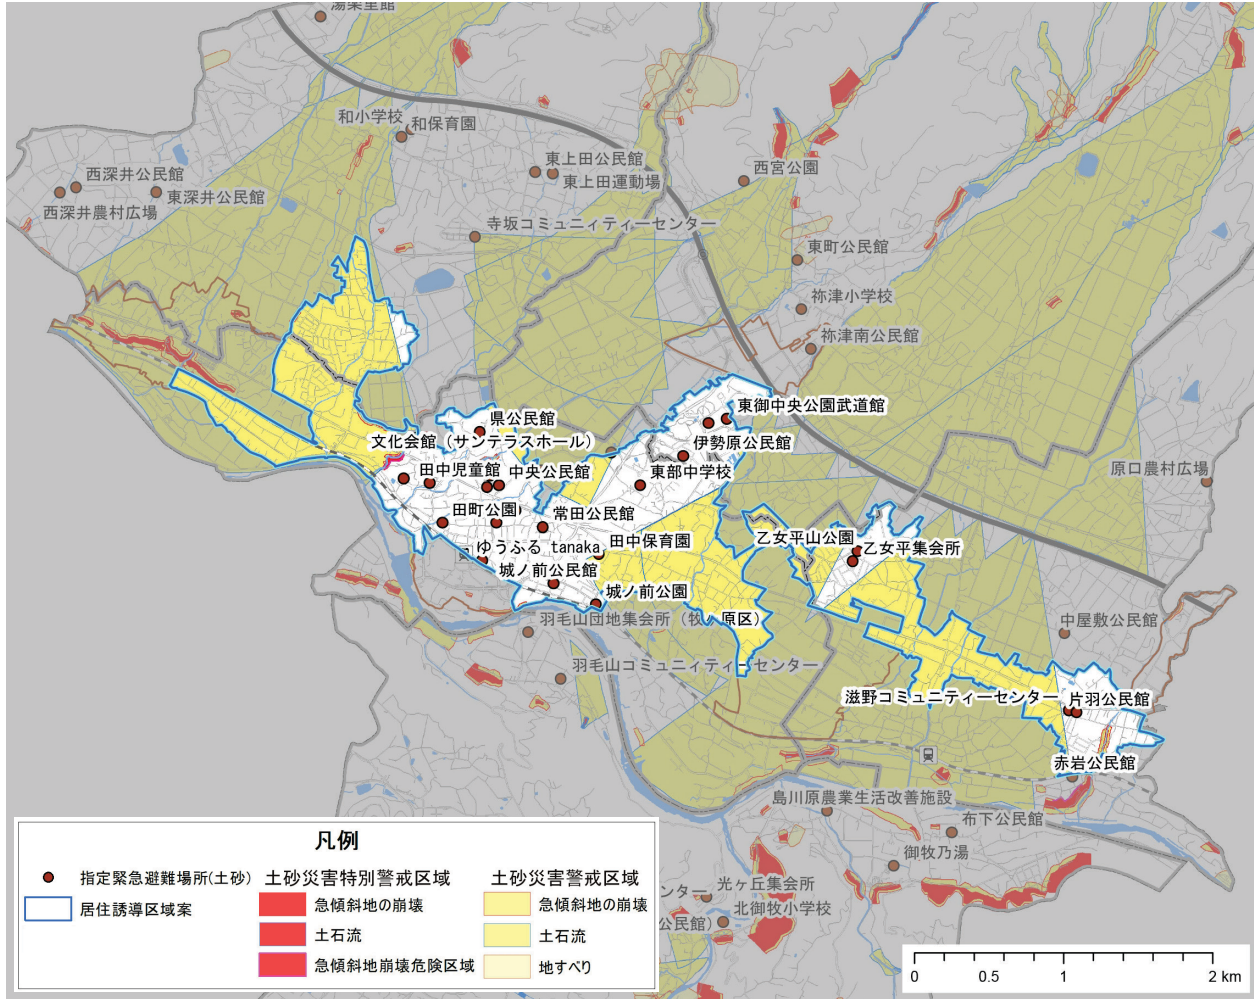 湯楽里館
和小学校
和保育園
東上田公民館
東上田運動場
西深井公民館
東深井公民館
西深井農村広場
西宮公園
寺坂コミュニィティーセンター
東町公民館
祢津小学校
祢津南公民館
東御中央公園武道館
県公民館
文化会館（サンテラスホール）
伊勢原公民館
田中児童館
中央公民館
東部中学校
原口農村広場
田町公園
常田公民館
田中保育園
乙女平山公園
乙女平集会所
ゆうふる tanaka
城ノ前公民館
城ノ前公園
羽毛山団地集会所（牧ノ原区）
中屋敷公民館
羽毛山コミュニィティーセンター
滋野コミュニティーセンター
片羽公民館
赤岩公民館
島川原農業生活改善施設
布下公民館
御牧乃湯
ンター
光ヶ丘集会所
北御牧小学校
公民館）
凡例
指定緊急避難場所(土砂)
居住誘導区域案
土砂災害特別警戒区域
急傾斜地の崩壊
土石流
急傾斜地崩壊危険区域
土砂災害警戒区域
急傾斜地の崩壊
土石流
地すべり
0 0.5 1 2 km